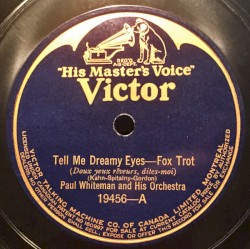 "His Master's Voice"
Victor
Tell Me Dreamy Eyes—Fox Trot
(Doux yeux rêveurs, dites-moi)
(Kahn-Spitalny-Gordon)
Paul Whiteman and His Orchestra
19456—A
VICTOR TALKING MACHINE CO. OF CANADA, LIMITED, MONTREAL